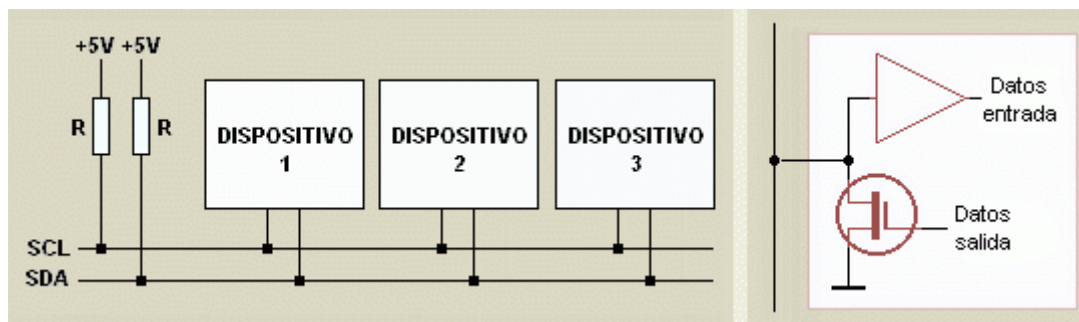 +5V +5V
R R
DISPOSITIVO
1
DISPOSITIVO
2
DISPOSITIVO
3
SCL
SDA
Datos
entrada
Datos
salida